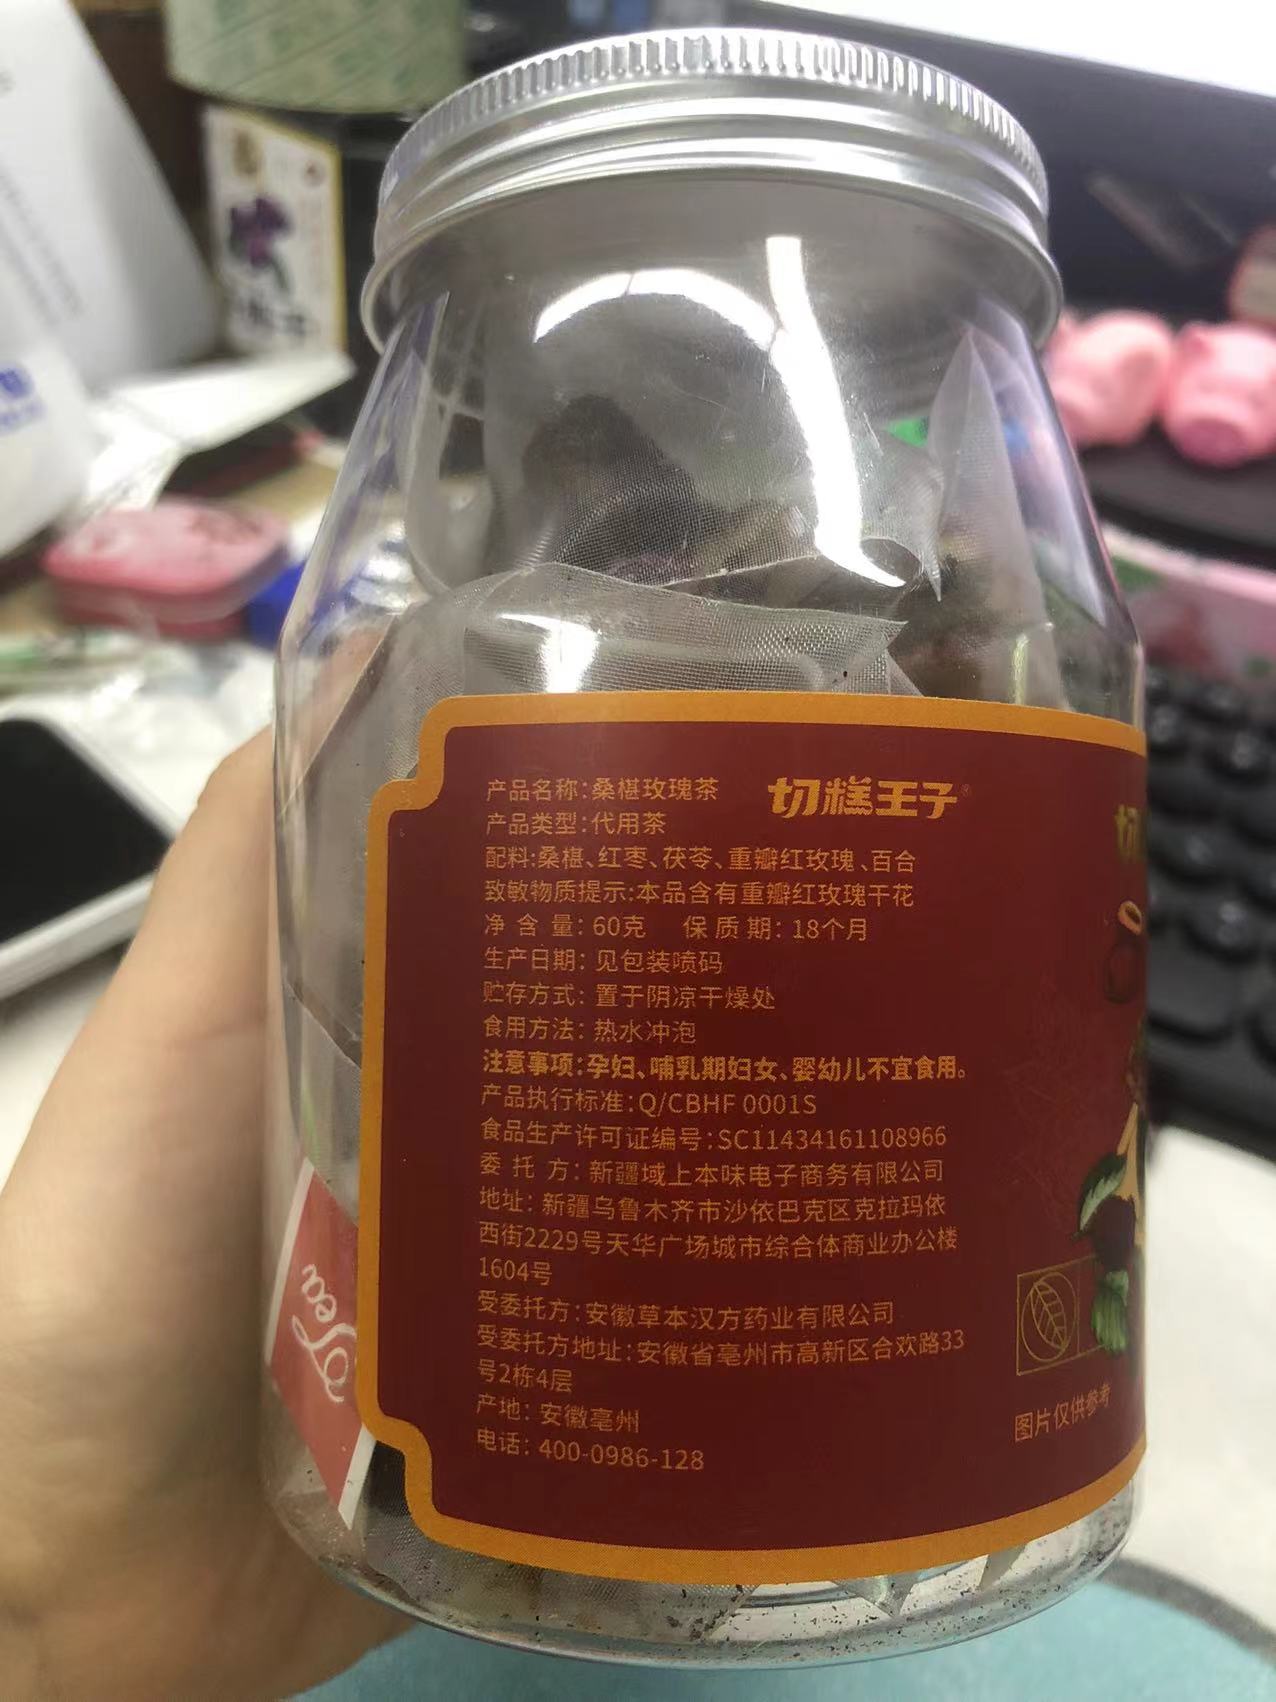 产品名称:桑椹玫瑰茶 切糕王子®
产品类型:代用茶
配料:桑椹、红枣、茯苓、重瓣红玫瑰、百合
致敏物质提示:本品含有重瓣红玫瑰干花
净 含 量: 60克 保 质 期: 18个月
生产日期: 见包装喷码
贮存方式: 置于阴凉干燥处
食用方法: 热水冲泡
注意事项:孕妇、哺乳期妇女、婴幼儿不宜食用。
产品执行标准:Q/CBHF 0001S
食品生产许可证编号:SC11434161108966
委 托 方: 新疆域上本味电子商务有限公司
地址: 新疆乌鲁木齐市沙依巴克区克拉玛依
西街2229号天华广场城市综合体商业办公楼
1604号
受委托方:安徽草本汉方药业有限公司
受委托方地址:安徽省亳州市高新区合欢路33
号2栋4层
产地: 安徽亳州
电话: 400-0986-128
图片仅供参考
切
Tea